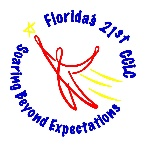 Florida's 21st CCLC
Soaring Beyond Expectations